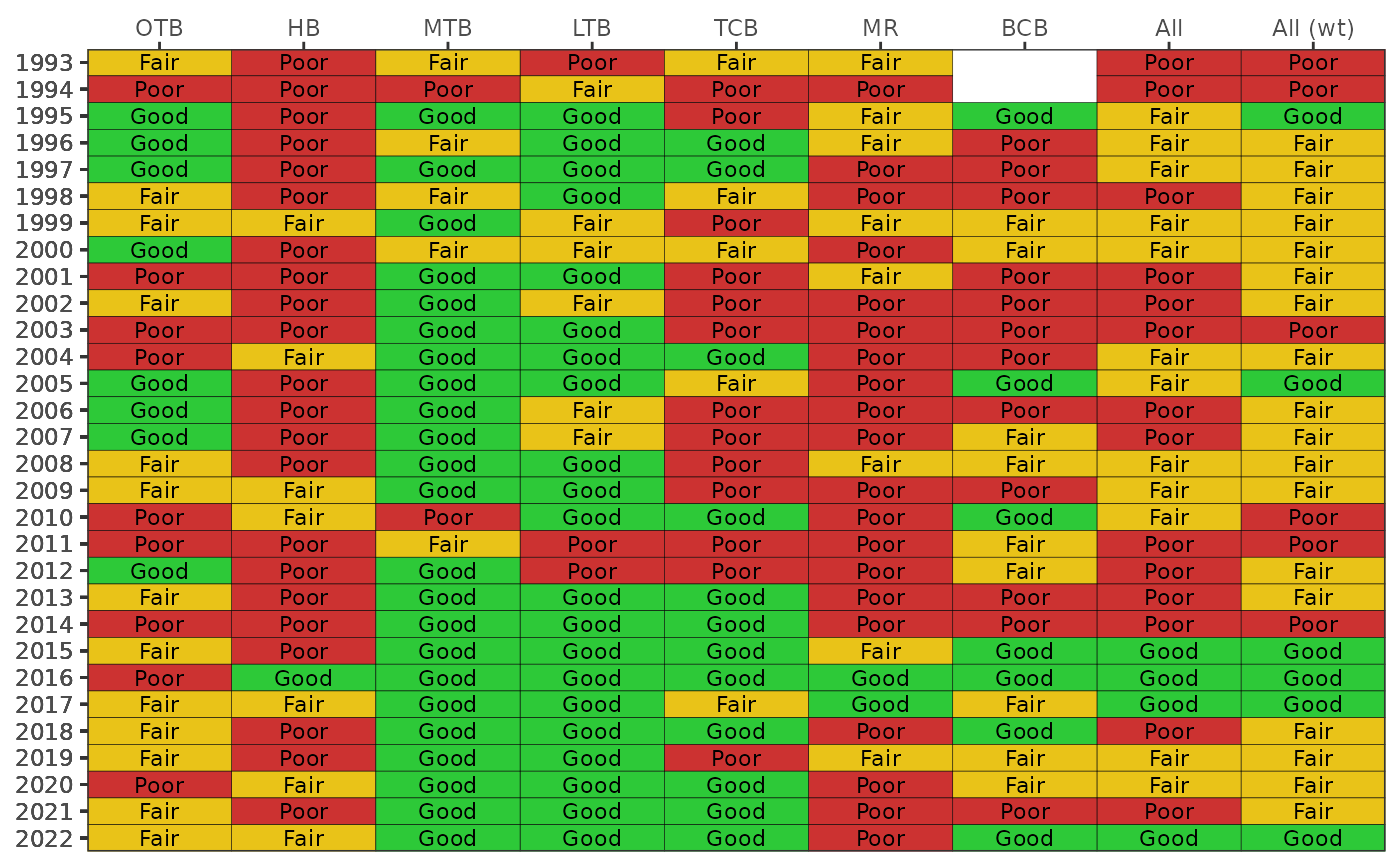 OTB HB MTB LTB TCB MR BCB All All (wt)
1993 Fair Poor Fair Poor Fair Fair Poor Poor
1994 Poor Poor Poor Fair Poor Poor Poor Poor
1995 Good Poor Good Good Poor Fair Good Fair Good
1996 Good Poor Fair Good Good Fair Poor Fair Fair
1997 Good Poor Good Good Good Poor Poor Fair Fair
1998 Fair Poor Fair Good Fair Poor Poor Poor Fair
1999 Fair Fair Good Fair Poor Fair Fair Fair Fair
2000 Good Poor Fair Fair Fair Poor Fair Fair Fair
2001 Poor Poor Good Good Poor Fair Poor Poor Fair
2002 Fair Poor Good Fair Poor Poor Poor Poor Fair
2003 Poor Poor Good Good Poor Poor Poor Poor Poor
2004 Poor Fair Good Good Good Poor Poor Fair Fair
2005 Good Poor Good Good Fair Poor Good Fair Good
2006 Good Poor Good Fair Poor Poor Poor Poor Fair
2007 Good Poor Good Fair Poor Poor Fair Poor Fair
2008 Fair Poor Good Good Poor Fair Fair Fair Fair
2009 Fair Fair Good Good Poor Poor Poor Fair Fair
2010 Poor Fair Poor Good Good Poor Good Fair Poor
2011 Poor Poor Fair Poor Poor Poor Fair Poor Poor
2012 Good Poor Good Poor Poor Poor Fair Poor Fair
2013 Fair Poor Good Good Good Poor Poor Poor Fair
2014 Poor Poor Good Good Good Poor Poor Poor Poor
2015 Fair Poor Good Good Good Fair Good Good Good
2016 Poor Good Good Good Good Good Good Good Good
2017 Fair Fair Good Good Fair Good Fair Good Good
2018 Fair Poor Good Good Good Poor Good Poor Fair
2019 Fair Poor Good Good Poor Fair Fair Fair Fair
2020 Poor Fair Good Good Good Poor Fair Fair Fair
2021 Fair Poor Good Good Good Poor Poor Poor Fair
2022 Fair Fair Good Good Good Poor Good Good Good